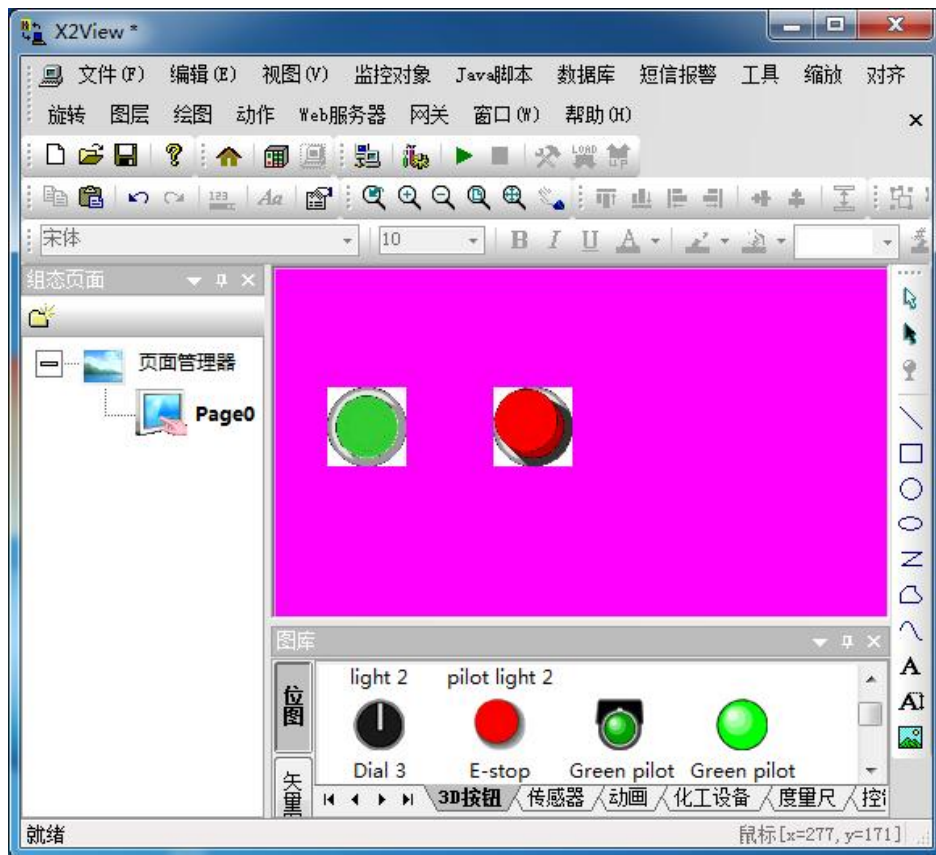 X2View *
文件(F) 编辑(E) 视图(V) 监控对象 Java脚本 数据库 短信报警 工具 缩放 对齐
旋转 图层 绘图 动作 Web服务器 网关 窗口(W) 帮助(H)
LOAD
123
Aa
宋体 10 B I U A
组态页面
页面管理器
Page0
A
AI
图库
位图
light 2 pilot light 2
Dial 3 E-stop Green pilot Green pilot
3D按钮 传感器 动画 化工设备 度量尺
就绪 鼠标[x=277, y=171]